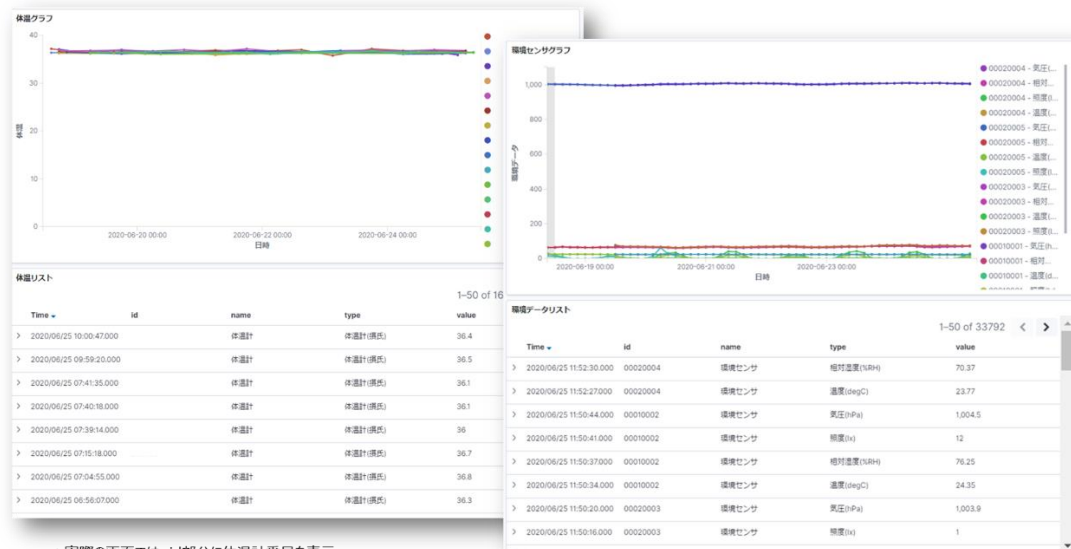 体温グラフ
40
30
20
10
0
体温
2020-06-20 00:00
2020-06-22 00:00
2020-06-24 00:00
日時
体温リスト
1–50 of 16
Time
id
name
type
value
2020/06/25 10:00:47.000 体温計 体温計(摂氏) 36.4
2020/06/25 09:59:20.000 体温計 体温計(摂氏) 36.5
2020/06/25 07:41:35.000 体温計 体温計(摂氏) 36.1
2020/06/25 07:40:18.000 体温計 体温計(摂氏) 36.1
2020/06/25 07:39:14.000 体温計 体温計(摂氏) 36
2020/06/25 07:15:18.000 体温計 体温計(摂氏) 36.7
2020/06/25 07:04:55.000 体温計 体温計(摂氏) 36.8
2020/06/25 06:56:07.000 体温計 体温計(摂氏) 36.3
環境センサグラフ
1,000
800
600
400
200
0
環境データ
2020-06-19 00:00
2020-06-21 00:00
2020-06-23 00:00
日時
00020004 - 気圧(...
00020004 - 相対...
00020004 - 照度(l...
00020004 - 温度(...
00020005 - 気圧(...
00020005 - 相対...
00020005 - 温度(...
00020005 - 照度(l...
00020003 - 気圧(...
00020003 - 相対...
00020003 - 温度(...
00020003 - 照度(l...
00010001 - 気圧(h...
00010001 - 相対...
00010001 - 温度(d...
環境データリスト
1–50 of 33792
Time id name type value
2020/06/25 11:52:30.000 00020004 環境センサ 相対湿度(%RH) 70.37
2020/06/25 11:52:27.000 00020004 環境センサ 温度(degC) 23.77
2020/06/25 11:50:44.000 00010002 環境センサ 気圧(hPa) 1,004.5
2020/06/25 11:50:41.000 00010002 環境センサ 照度(lx) 12
2020/06/25 11:50:37.000 00010002 環境センサ 相対湿度(%RH) 76.25
2020/06/25 11:50:34.000 00010002 環境センサ 温度(degC) 24.35
2020/06/25 11:50:20.000 00020003 環境センサ 気圧(hPa) 1,003.9
2020/06/25 11:50:16.000 00020003 環境センサ 照度(lx) 1